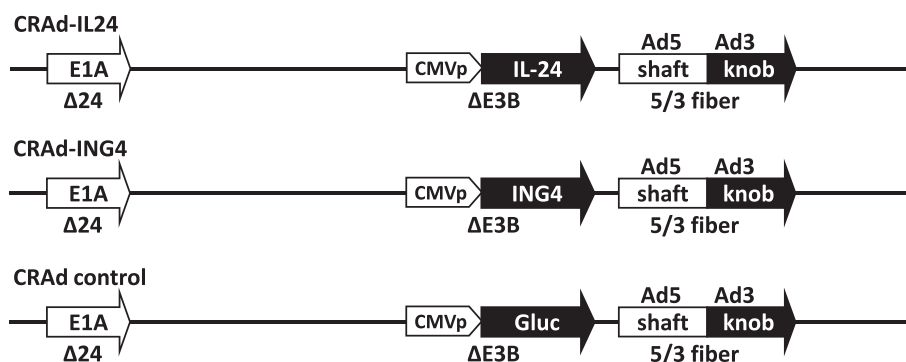 CRAd-IL24
Ad5 Ad3
E1A CMVp IL-24 shaft knob
Δ24 ΔE3B 5/3 fiber
CRAd-ING4
Ad5 Ad3
E1A CMVp ING4 shaft knob
Δ24 ΔE3B 5/3 fiber
CRAd control
Ad5 Ad3
E1A CMVp Gluc shaft knob
Δ24 ΔE3B 5/3 fiber